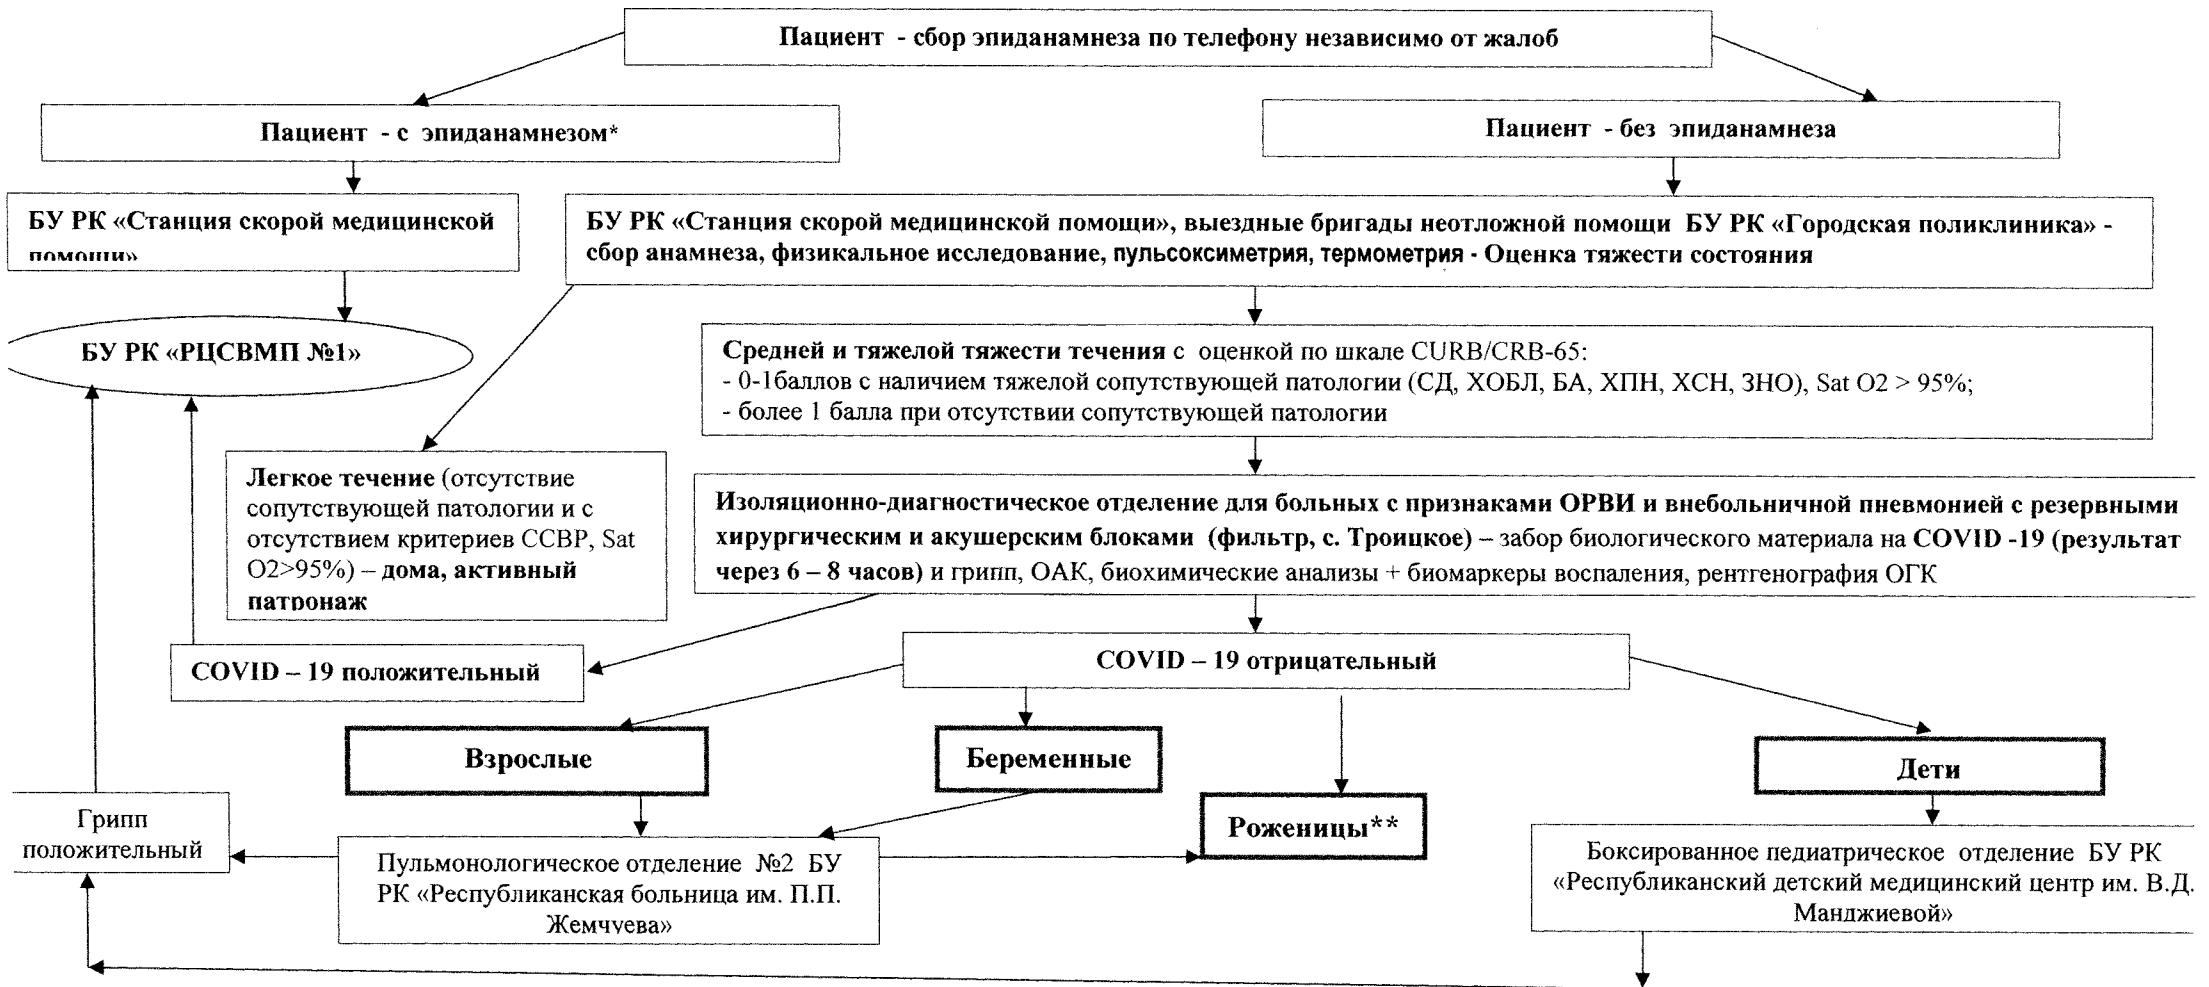 Пациент - сбор эпиданамнеза по телефону независимо от жалоб
Пациент - с эпиданамнезом*
Пациент - без эпиданамнеза
БУ РК «Станция скорой медицинской
помощи»
БУ РК «Станция скорой медицинской помощи», выездные бригады неотложной помощи БУ РК «Городская поликлиника» -
сбор анамнеза, физикальное исследование, пульсоксиметрия, термометрия - Оценка тяжести состояния
БУ РК «РЦСВМП №1»
Средней и тяжелой тяжести течения с оценкой по шкале CURB/CRB-65:
- 0-1баллов с наличием тяжелой сопутствующей патологии (СД, ХОБЛ, БА, ХПН, ХСН, ЗНО), Sat O2 > 95%;
- более 1 балла при отсутствии сопутствующей патологии
Легкое течение (отсутствие
сопутствующей патологии и с
отсутствием критериев ССВР, Sat
O2>95%) – дома, активный
патронаж
Изоляционно-диагностическое отделение для больных с признаками ОРВИ и внебольничной пневмонией с резервными
хирургическим и акушерским блоками (фильтр, с. Троицкое) – забор биологического материала на COVID -19 (результат
через 6 – 8 часов) и грипп, ОАК, биохимические анализы + биомаркеры воспаления, рентгенография ОГК
COVID – 19 положительный
COVID – 19 отрицательный
Взрослые
Беременные
Роженицы**
Дети
Грипп
положительный
Пульмонологическое отделение №2 БУ
РК «Республиканская больница им. П.П.
Жемчуева»
Боксированное педиатрическое отделение БУ РК
«Республиканский детский медицинский центр им. В.Д.
Манджиевой»